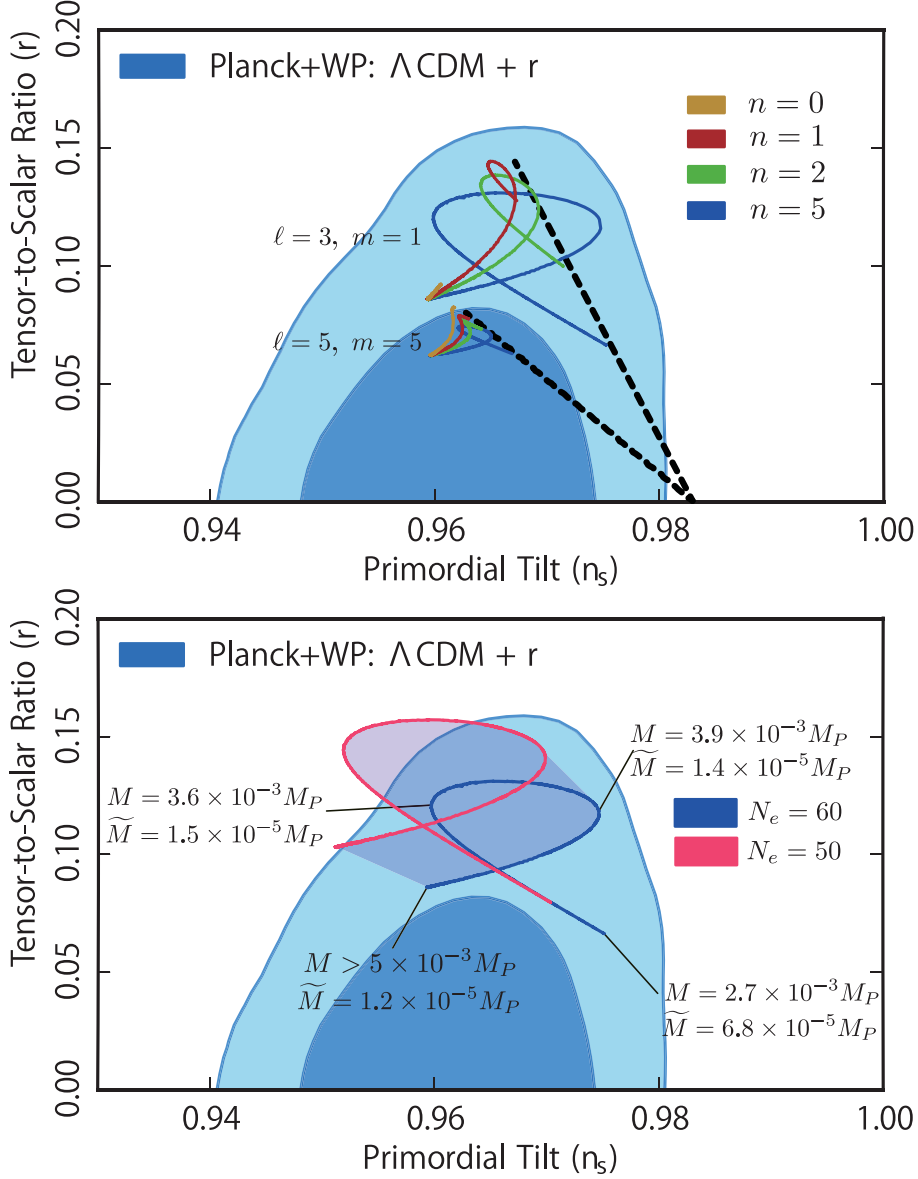 Tensor-to-Scalar Ratio (r)
0.20
0.15
0.10
0.05
0.00
Planck+WP: ΛCDM + r
n = 0
n = 1
n = 2
n = 5
ℓ = 3, m = 1
ℓ = 5, m = 5
0.94
0.96
0.98
1.00
Primordial Tilt (nₛ)
Tensor-to-Scalar Ratio (r)
0.20
0.15
0.10
0.05
0.00
Planck+WP: ΛCDM + r
M = 3.9 × 10⁻³M_P
M̃ = 1.4 × 10⁻⁵M_P
M = 3.6 × 10⁻³M_P
M̃ = 1.5 × 10⁻⁵M_P
N_e = 60
N_e = 50
M > 5 × 10⁻³M_P
M̃ = 1.2 × 10⁻⁵M_P
M = 2.7 × 10⁻³M_P
M̃ = 6.8 × 10⁻⁵M_P
0.94
0.96
0.98
1.00
Primordial Tilt (nₛ)